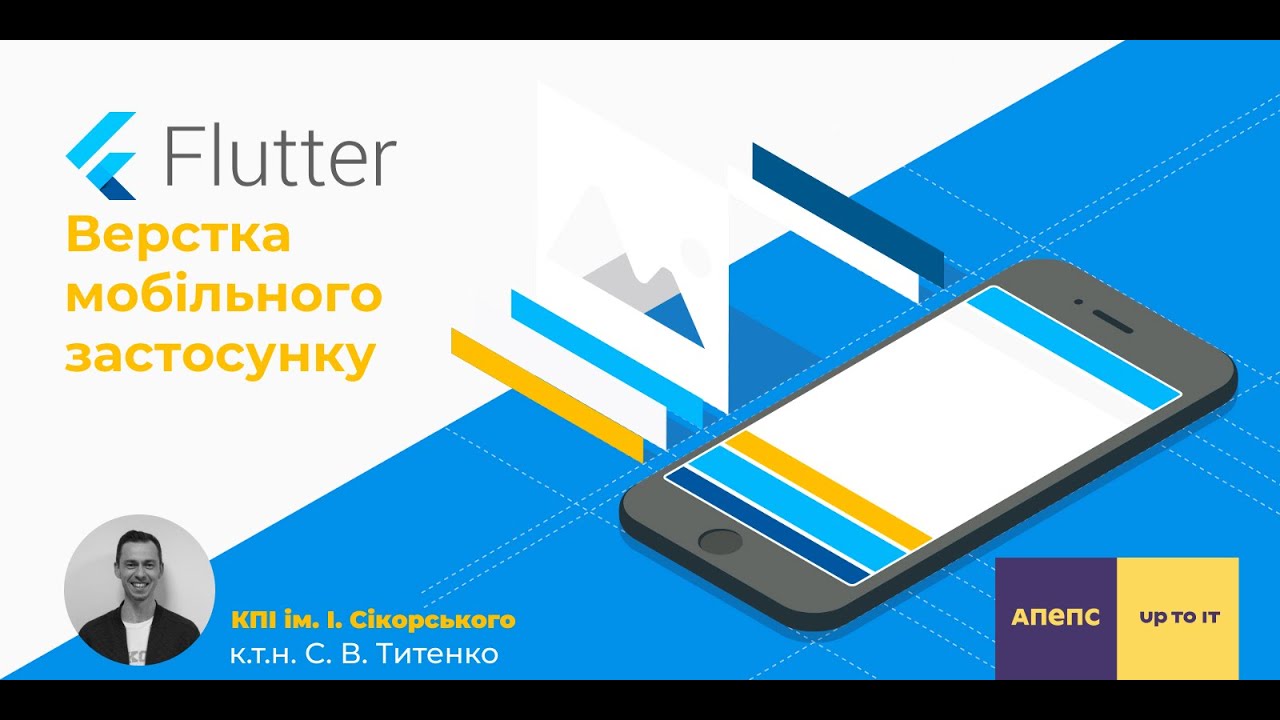 Flutter
Верстка
мобільного
застосунку
КПІ ім. І. Сікорського
к.т.н. С. В. Титенко
АПЕПС
UP TO IT